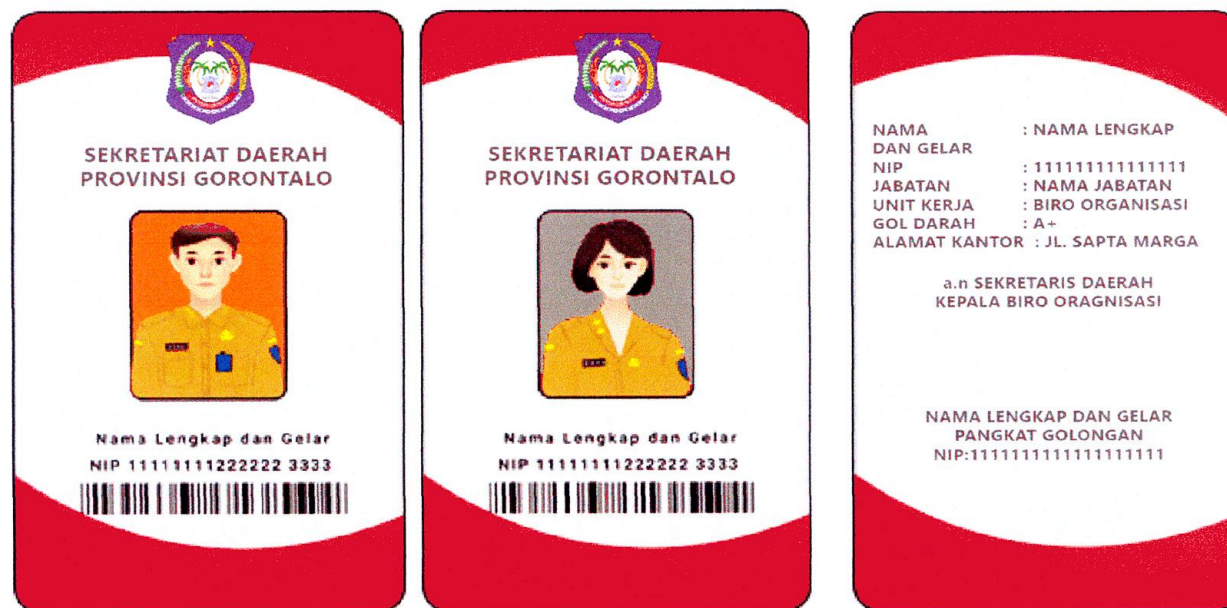 SEKRETARIAT DAERAH
PROVINSI GORONTALO
Nama Lengkap dan Gelar
NIP 11111111222222 3333
SEKRETARIAT DAERAH
PROVINSI GORONTALO
Nama Lengkap dan Gelar
NIP 11111111222222 3333
NAMA : NAMA LENGKAP
DAN GELAR
NIP : 111111111111111
JABATAN : NAMA JABATAN
UNIT KERJA : BIRO ORGANISASI
GOL DARAH : A+
ALAMAT KANTOR : JL. SAPTA MARGA
a.n SEKRETARIS DAERAH
KEPALA BIRO ORAGNISASI
NAMA LENGKAP DAN GELAR
PANGKAT GOLONGAN
NIP:1111111111111111111